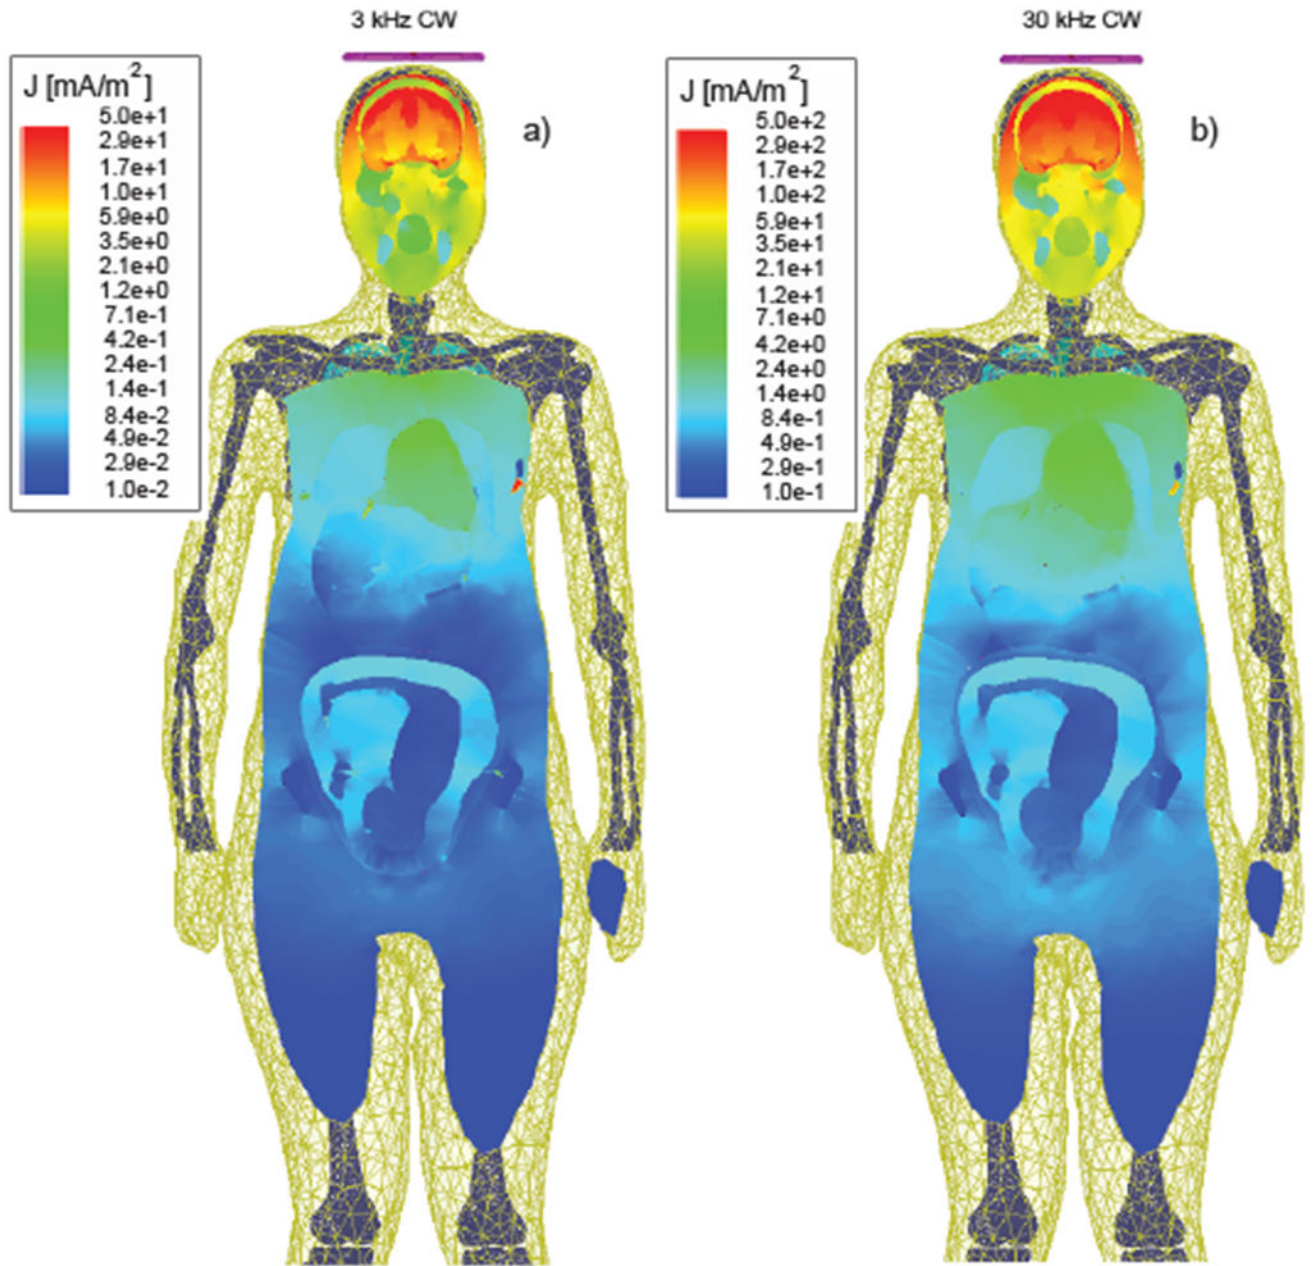 3 kHz CW
J [mA/m²]
5.0e+1
2.9e+1
1.7e+1
1.0e+1
5.9e+0
3.5e+0
2.1e+0
1.2e+0
7.1e-1
4.2e-1
2.4e-1
1.4e-1
8.4e-2
4.9e-2
2.9e-2
1.0e-2
a)
30 kHz CW
J [mA/m²]
5.0e+2
2.9e+2
1.7e+2
1.0e+2
5.9e+1
3.5e+1
2.1e+1
1.2e+1
7.1e+0
4.2e+0
2.4e+0
1.4e+0
8.4e-1
4.9e-1
2.9e-1
1.0e-1
b)